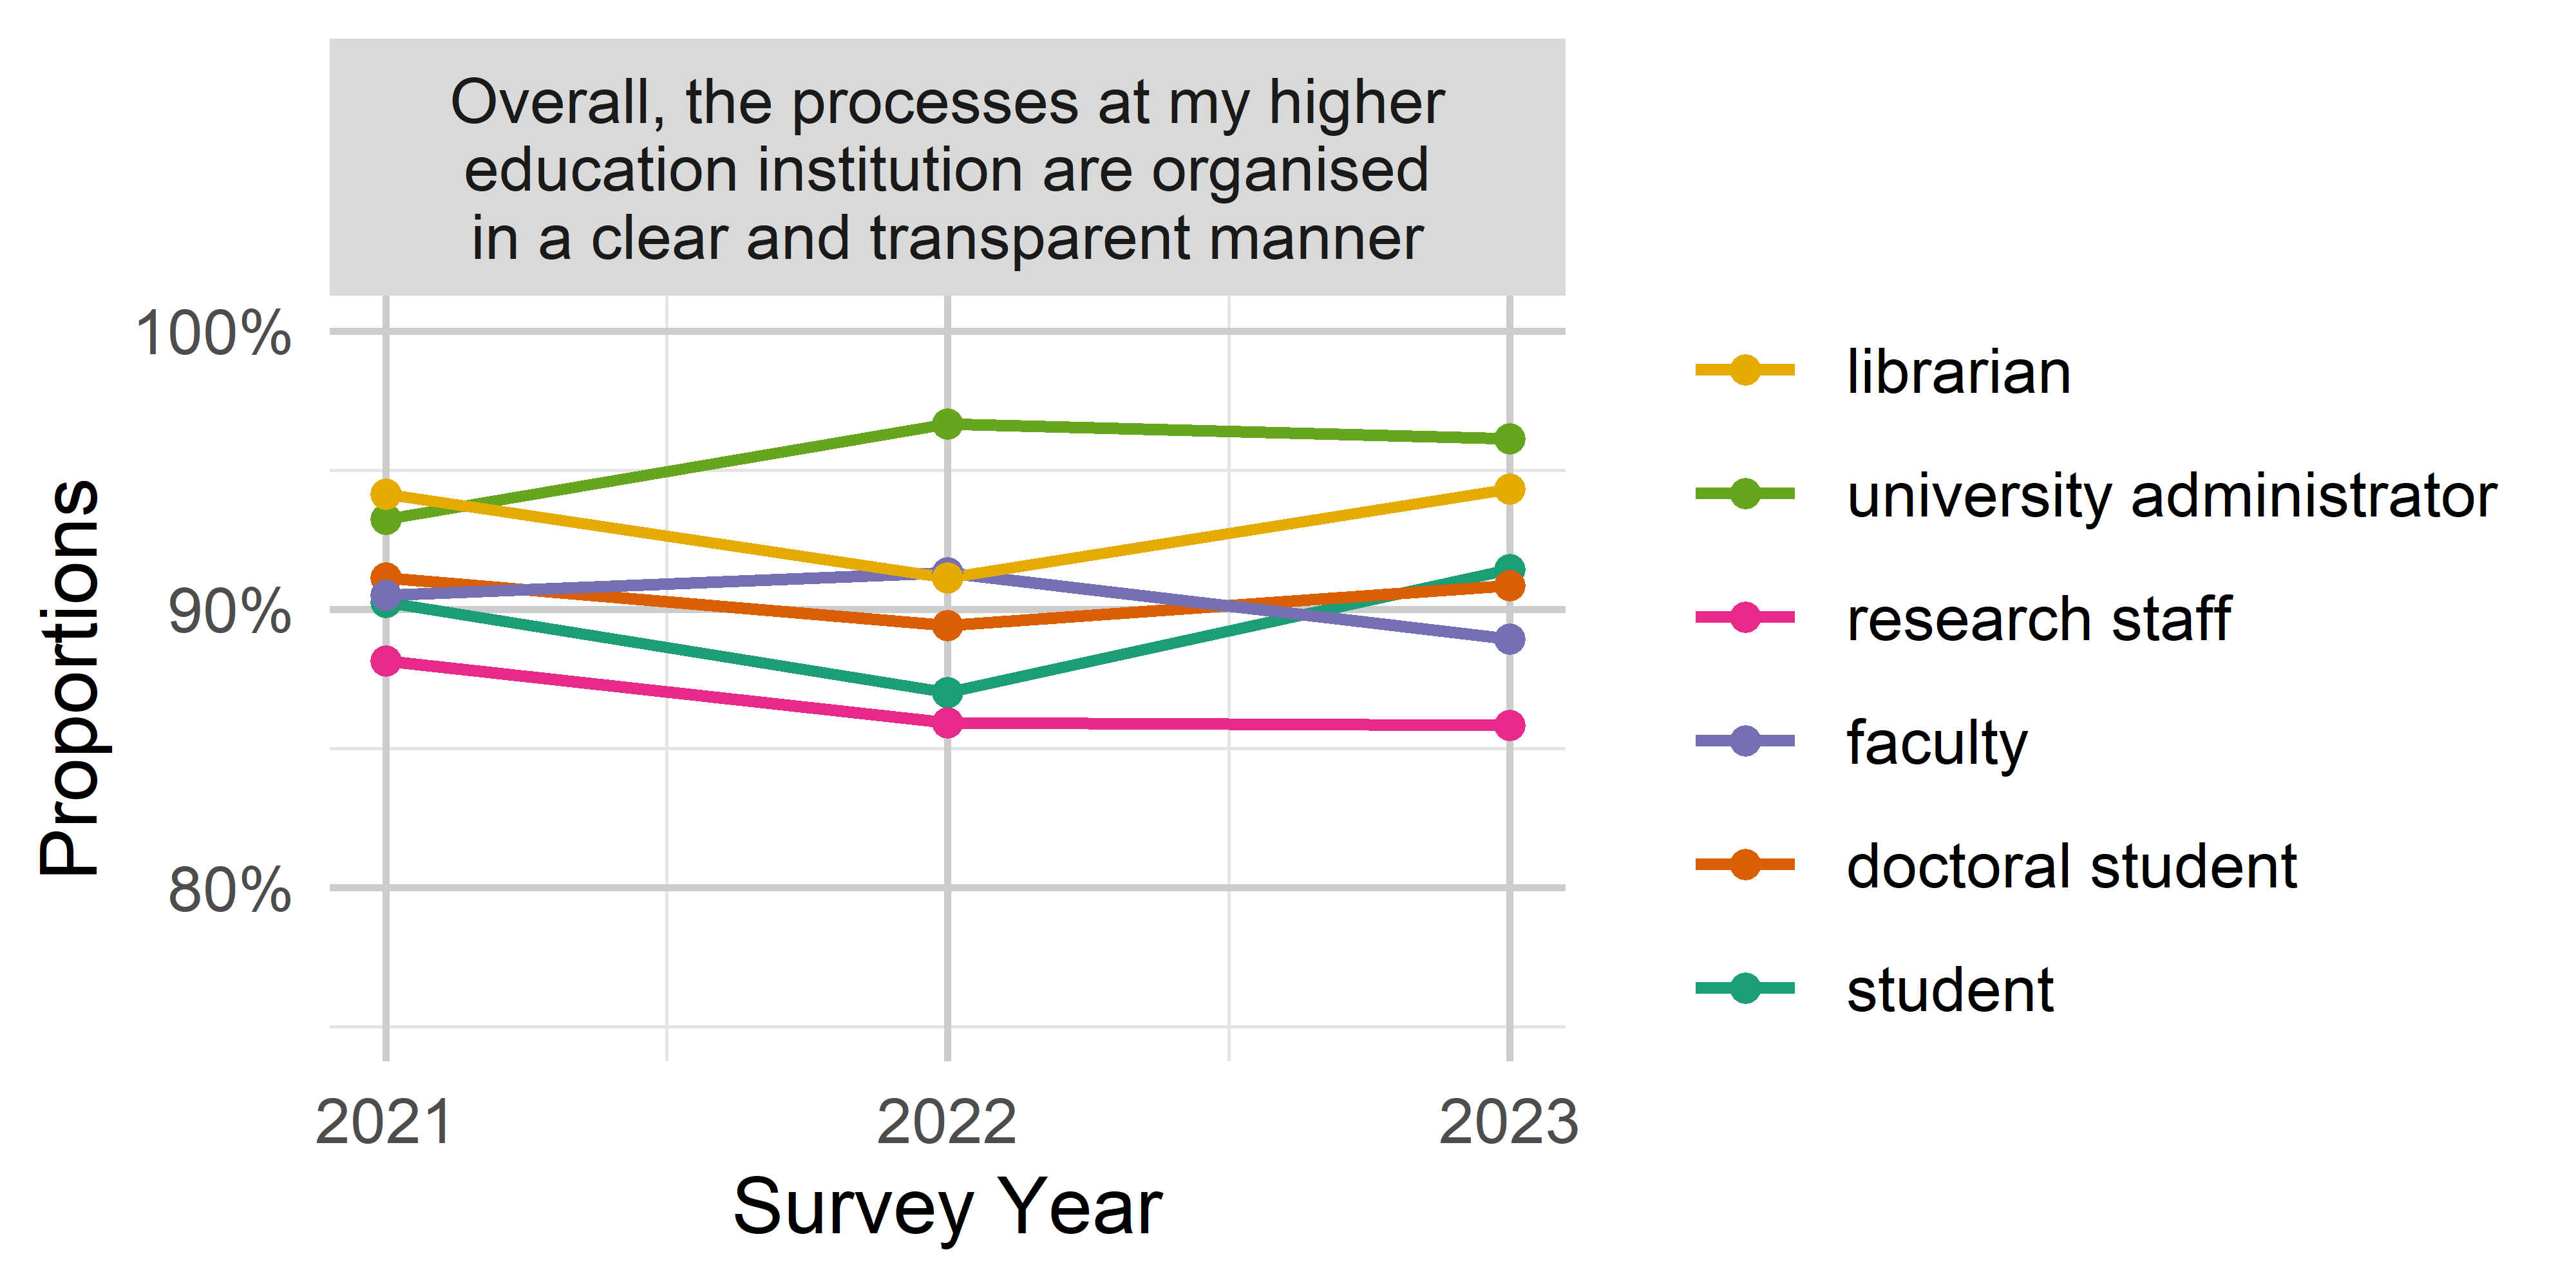 Overall, the processes at my higher
education institution are organised
in a clear and transparent manner
100%
90%
80%
Proportions
2021
2022
2023
Survey Year
librarian
university administrator
research staff
faculty
doctoral student
student